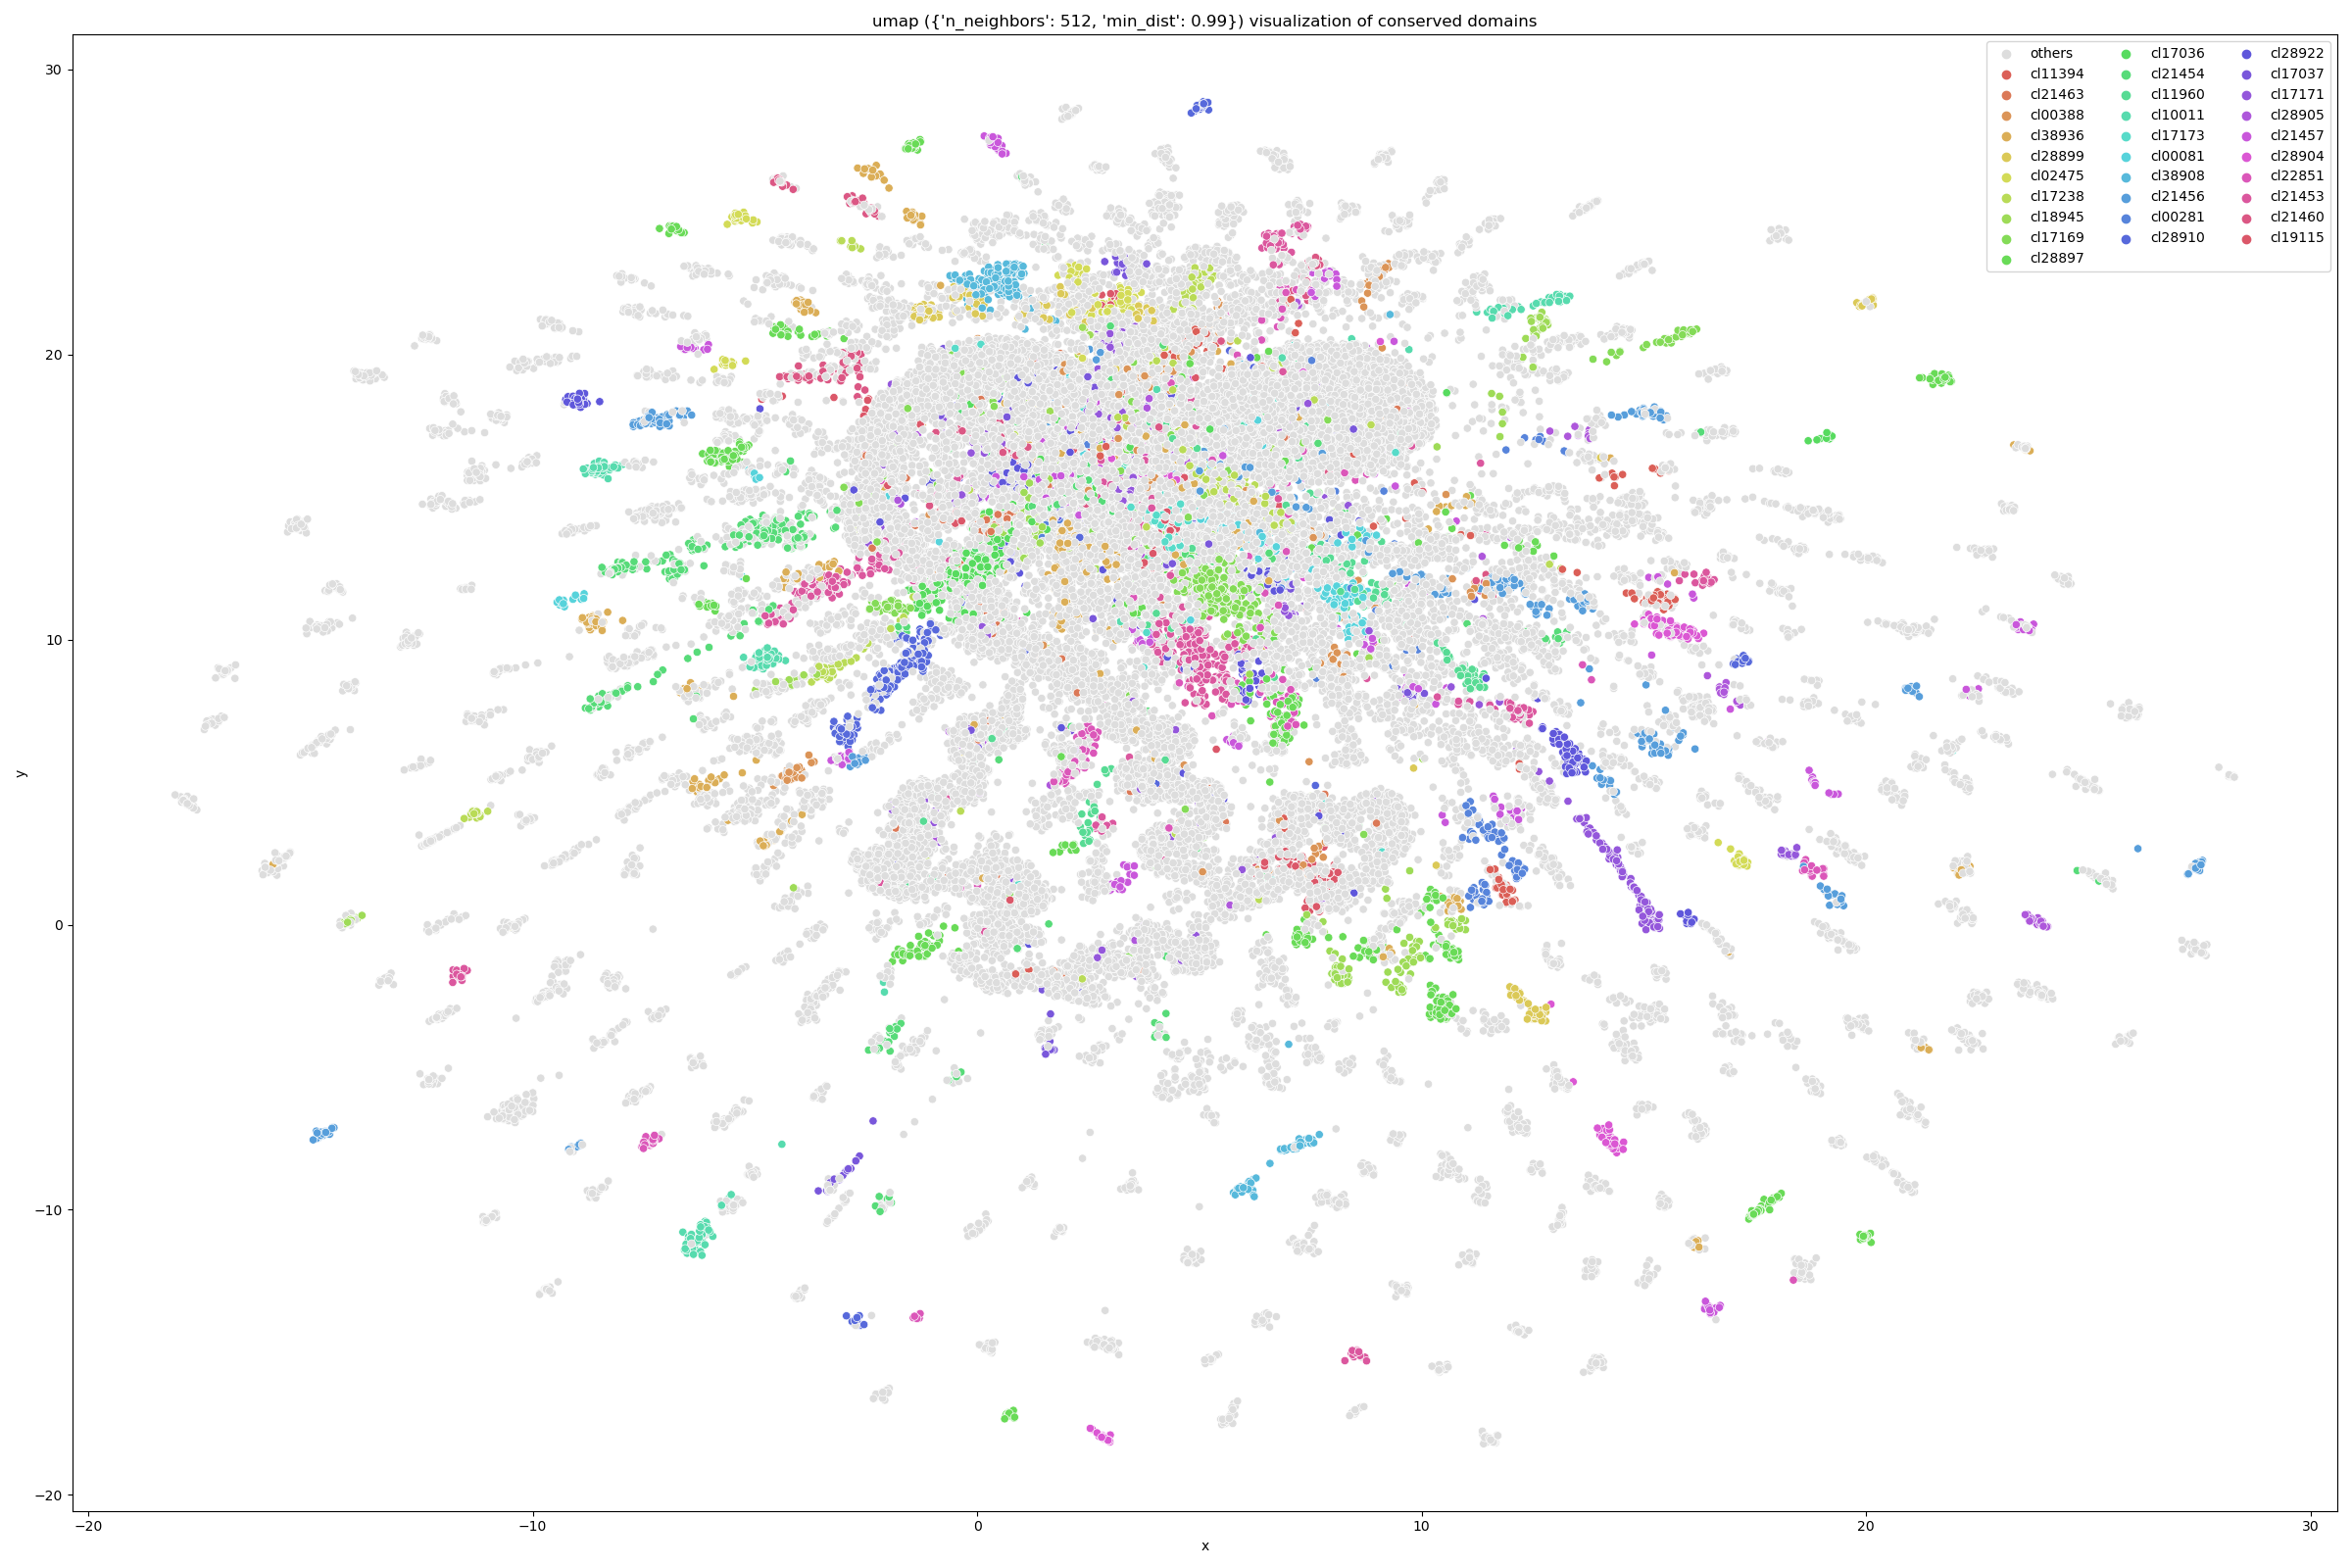 umap ({'n_neighbors': 512, 'min_dist': 0.99}) visualization of conserved domains
others
cl11394
cl21463
cl00388
cl38936
cl28899
cl02475
cl17238
cl18945
cl17169
cl28897
cl17036
cl21454
cl11960
cl10011
cl17173
cl00081
cl38908
cl21456
cl00281
cl28910
cl28922
cl17037
cl17171
cl28905
cl21457
cl28904
cl22851
cl21453
cl21460
cl19115
30
20
10
0
−10
−20
y
−20
−10
0
10
20
30
x